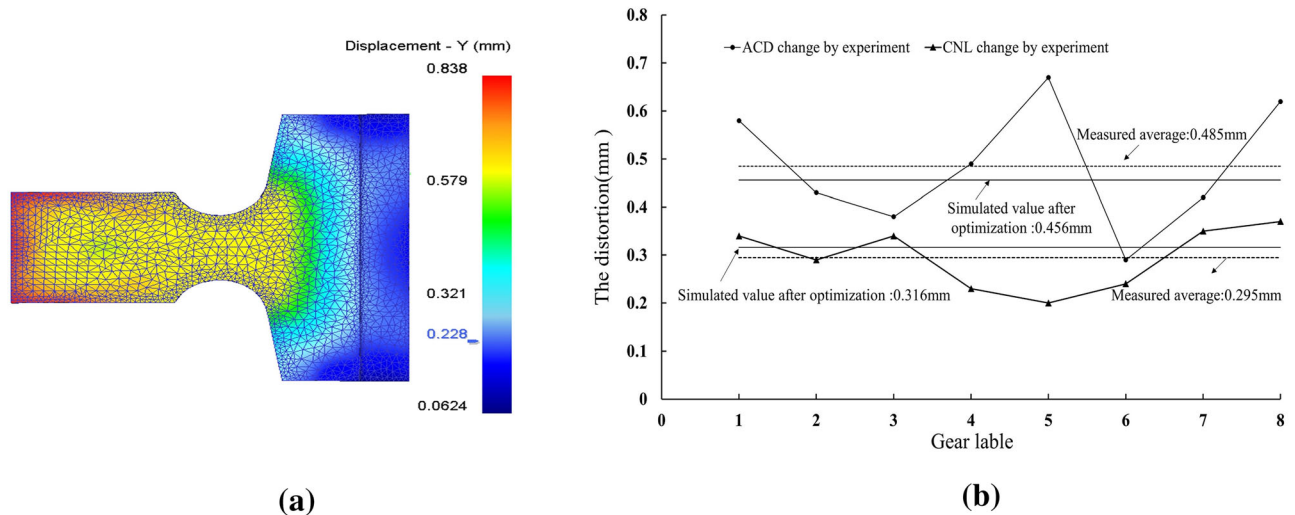 Displacement - Y (mm)
0.838
0.579
0.321
0.228
0.0624
(a)
ACD change by experiment
CNL change by experiment
The distortion(mm )
0.8
0.7
0.6
0.5
0.4
0.3
0.2
0.1
0
Measured average:0.485mm
Simulated value after
optimization :0.456mm
Simulated value after optimization :0.316mm
Measured average:0.295mm
0 1 2 3 4 5 6 7 8
Gear lable
(b)